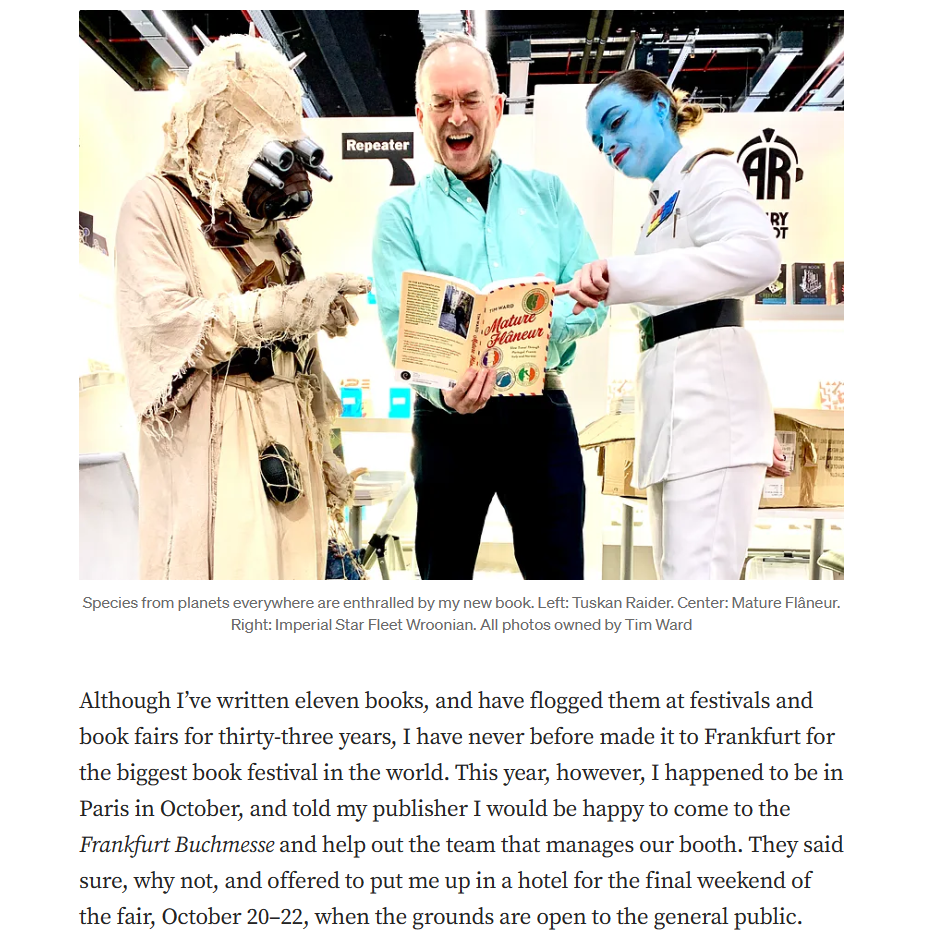 Repeater
AR
RY
OT
TIM WARD
Mature
Flâneur
Species from planets everywhere are enthralled by my new book. Left: Tuskan Raider. Center: Mature Flâneur.
Right: Imperial Star Fleet Wroonian. All photos owned by Tim Ward
Although I’ve written eleven books, and have flogged them at festivals and
book fairs for thirty-three years, I have never before made it to Frankfurt for
the biggest book festival in the world. This year, however, I happened to be in
Paris in October, and told my publisher I would be happy to come to the
Frankfurt Buchmesse and help out the team that manages our booth. They said
sure, why not, and offered to put me up in a hotel for the final weekend of
the fair, October 20–22, when the grounds are open to the general public.